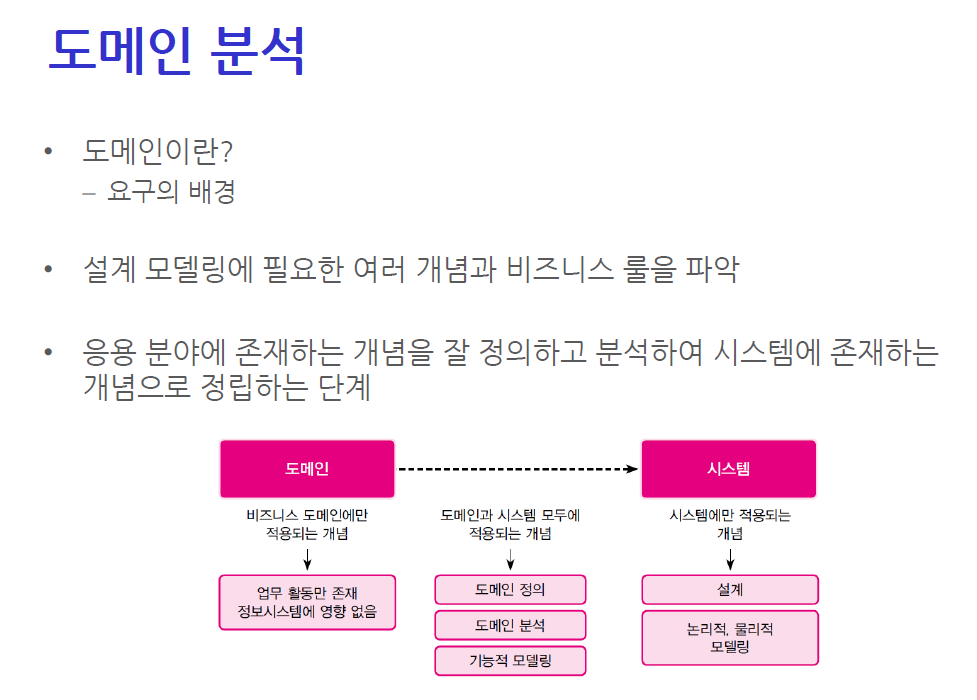 도메인 분석
• 도메인이란?
– 요구의 배경
• 설계 모델링에 필요한 여러 개념과 비즈니스 룰을 파악
• 응용 분야에 존재하는 개념을 잘 정의하고 분석하여 시스템에 존재하는
개념으로 정립하는 단계
도메인
시스템
비즈니스 도메인에만
적용되는 개념
도메인과 시스템 모두에
적용되는 개념
시스템에만 적용되는
개념
업무 활동만 존재
정보시스템에 영향 없음
도메인 정의
도메인 분석
기능적 모델링
설계
논리적, 물리적
모델링